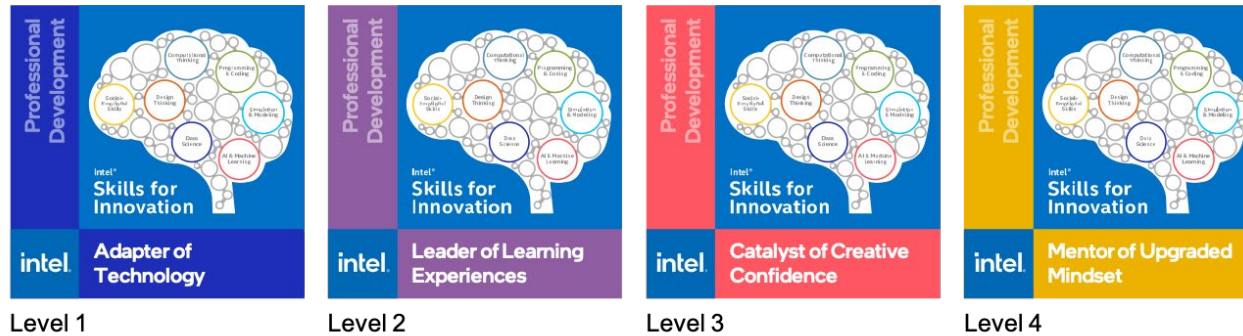 Professional
Development
Computational
Thinking
Programming
& Coding
Social-
Emotional
Skills
Design
Thinking
Simulation
& Modelling
Data
Science
AI & Machine
Learning
Intel®
Skills for
Innovation
intel.
Adapter of
Technology
Level 1
Professional
Development
Computational
Thinking
Programming
& Coding
Social-
Emotional
Skills
Design
Thinking
Simulation
& Modelling
Data
Science
AI & Machine
Learning
Intel®
Skills for
Innovation
intel.
Leader of Learning
Experiences
Level 2
Professional
Development
Computational
Thinking
Programming
& Coding
Social-
Emotional
Skills
Design
Thinking
Simulation
& Modelling
Data
Science
AI & Machine
Learning
Intel®
Skills for
Innovation
intel.
Catalyst of Creative
Confidence
Level 3
Professional
Development
Computational
Thinking
Programming
& Coding
Social-
Emotional
Skills
Design
Thinking
Simulation
& Modelling
Data
Science
AI & Machine
Learning
Intel®
Skills for
Innovation
intel.
Mentor of Upgraded
Mindset
Level 4